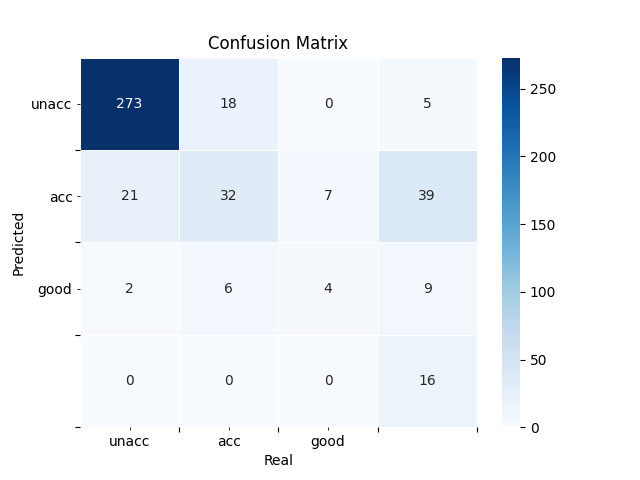 Confusion Matrix
unacc 273 18 0 5
acc 21 32 7 39
good 2 6 4 9
0 0 0 16
unacc acc good
Real
Predicted
250
200
150
100
50
0